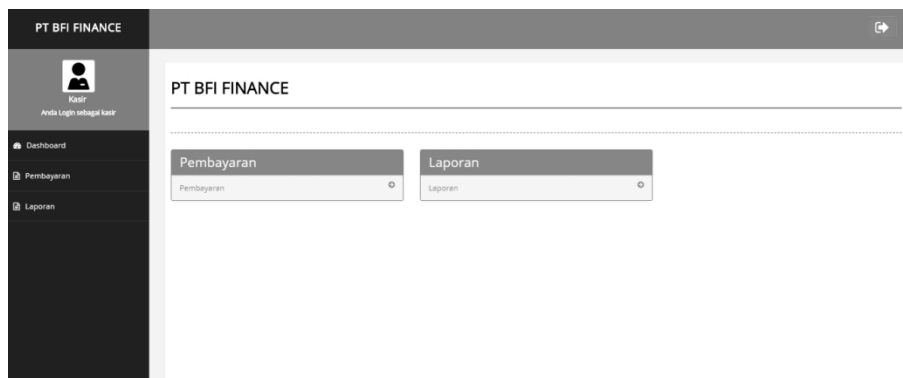 PT BFI FINANCE
Kasir
Anda Login sebagai kasir
Dashboard
Pembayaran
Laporan
PT BFI FINANCE
Pembayaran
Pembayaran
Laporan
Laporan